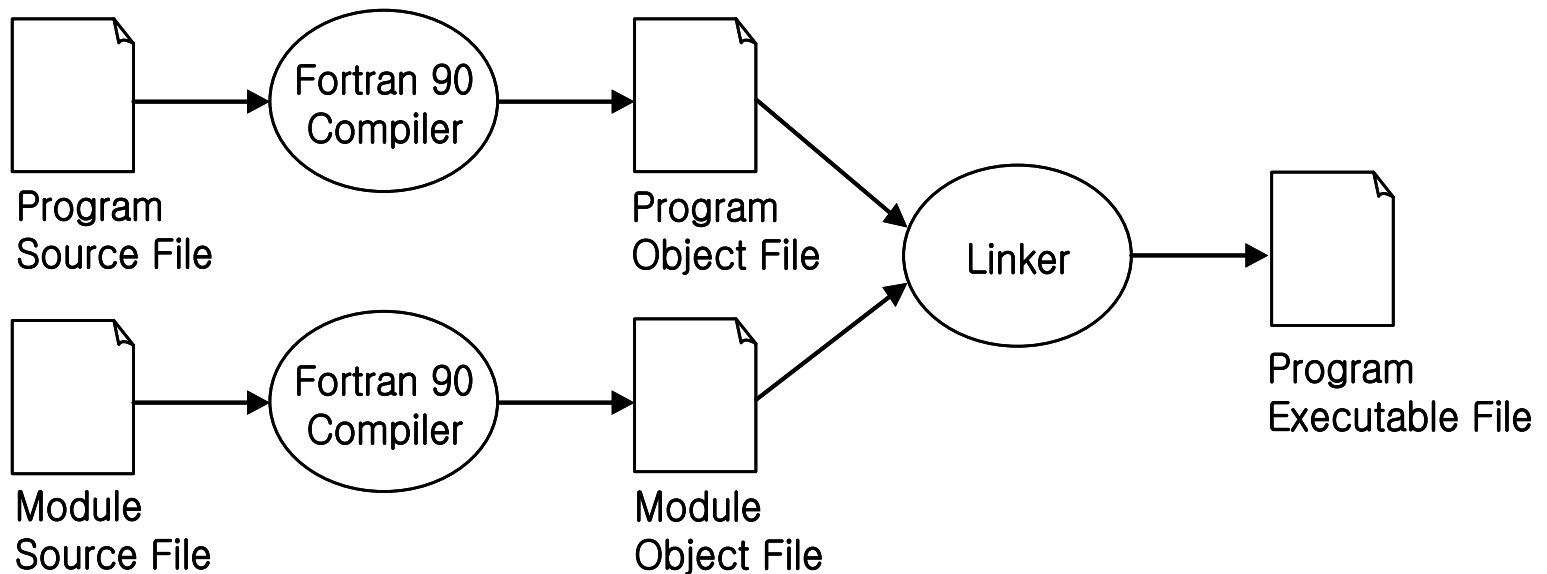 Fortran 90
Compiler
Program
Source File
Program
Object File
Linker
Program
Executable File
Fortran 90
Compiler
Module
Source File
Module
Object File